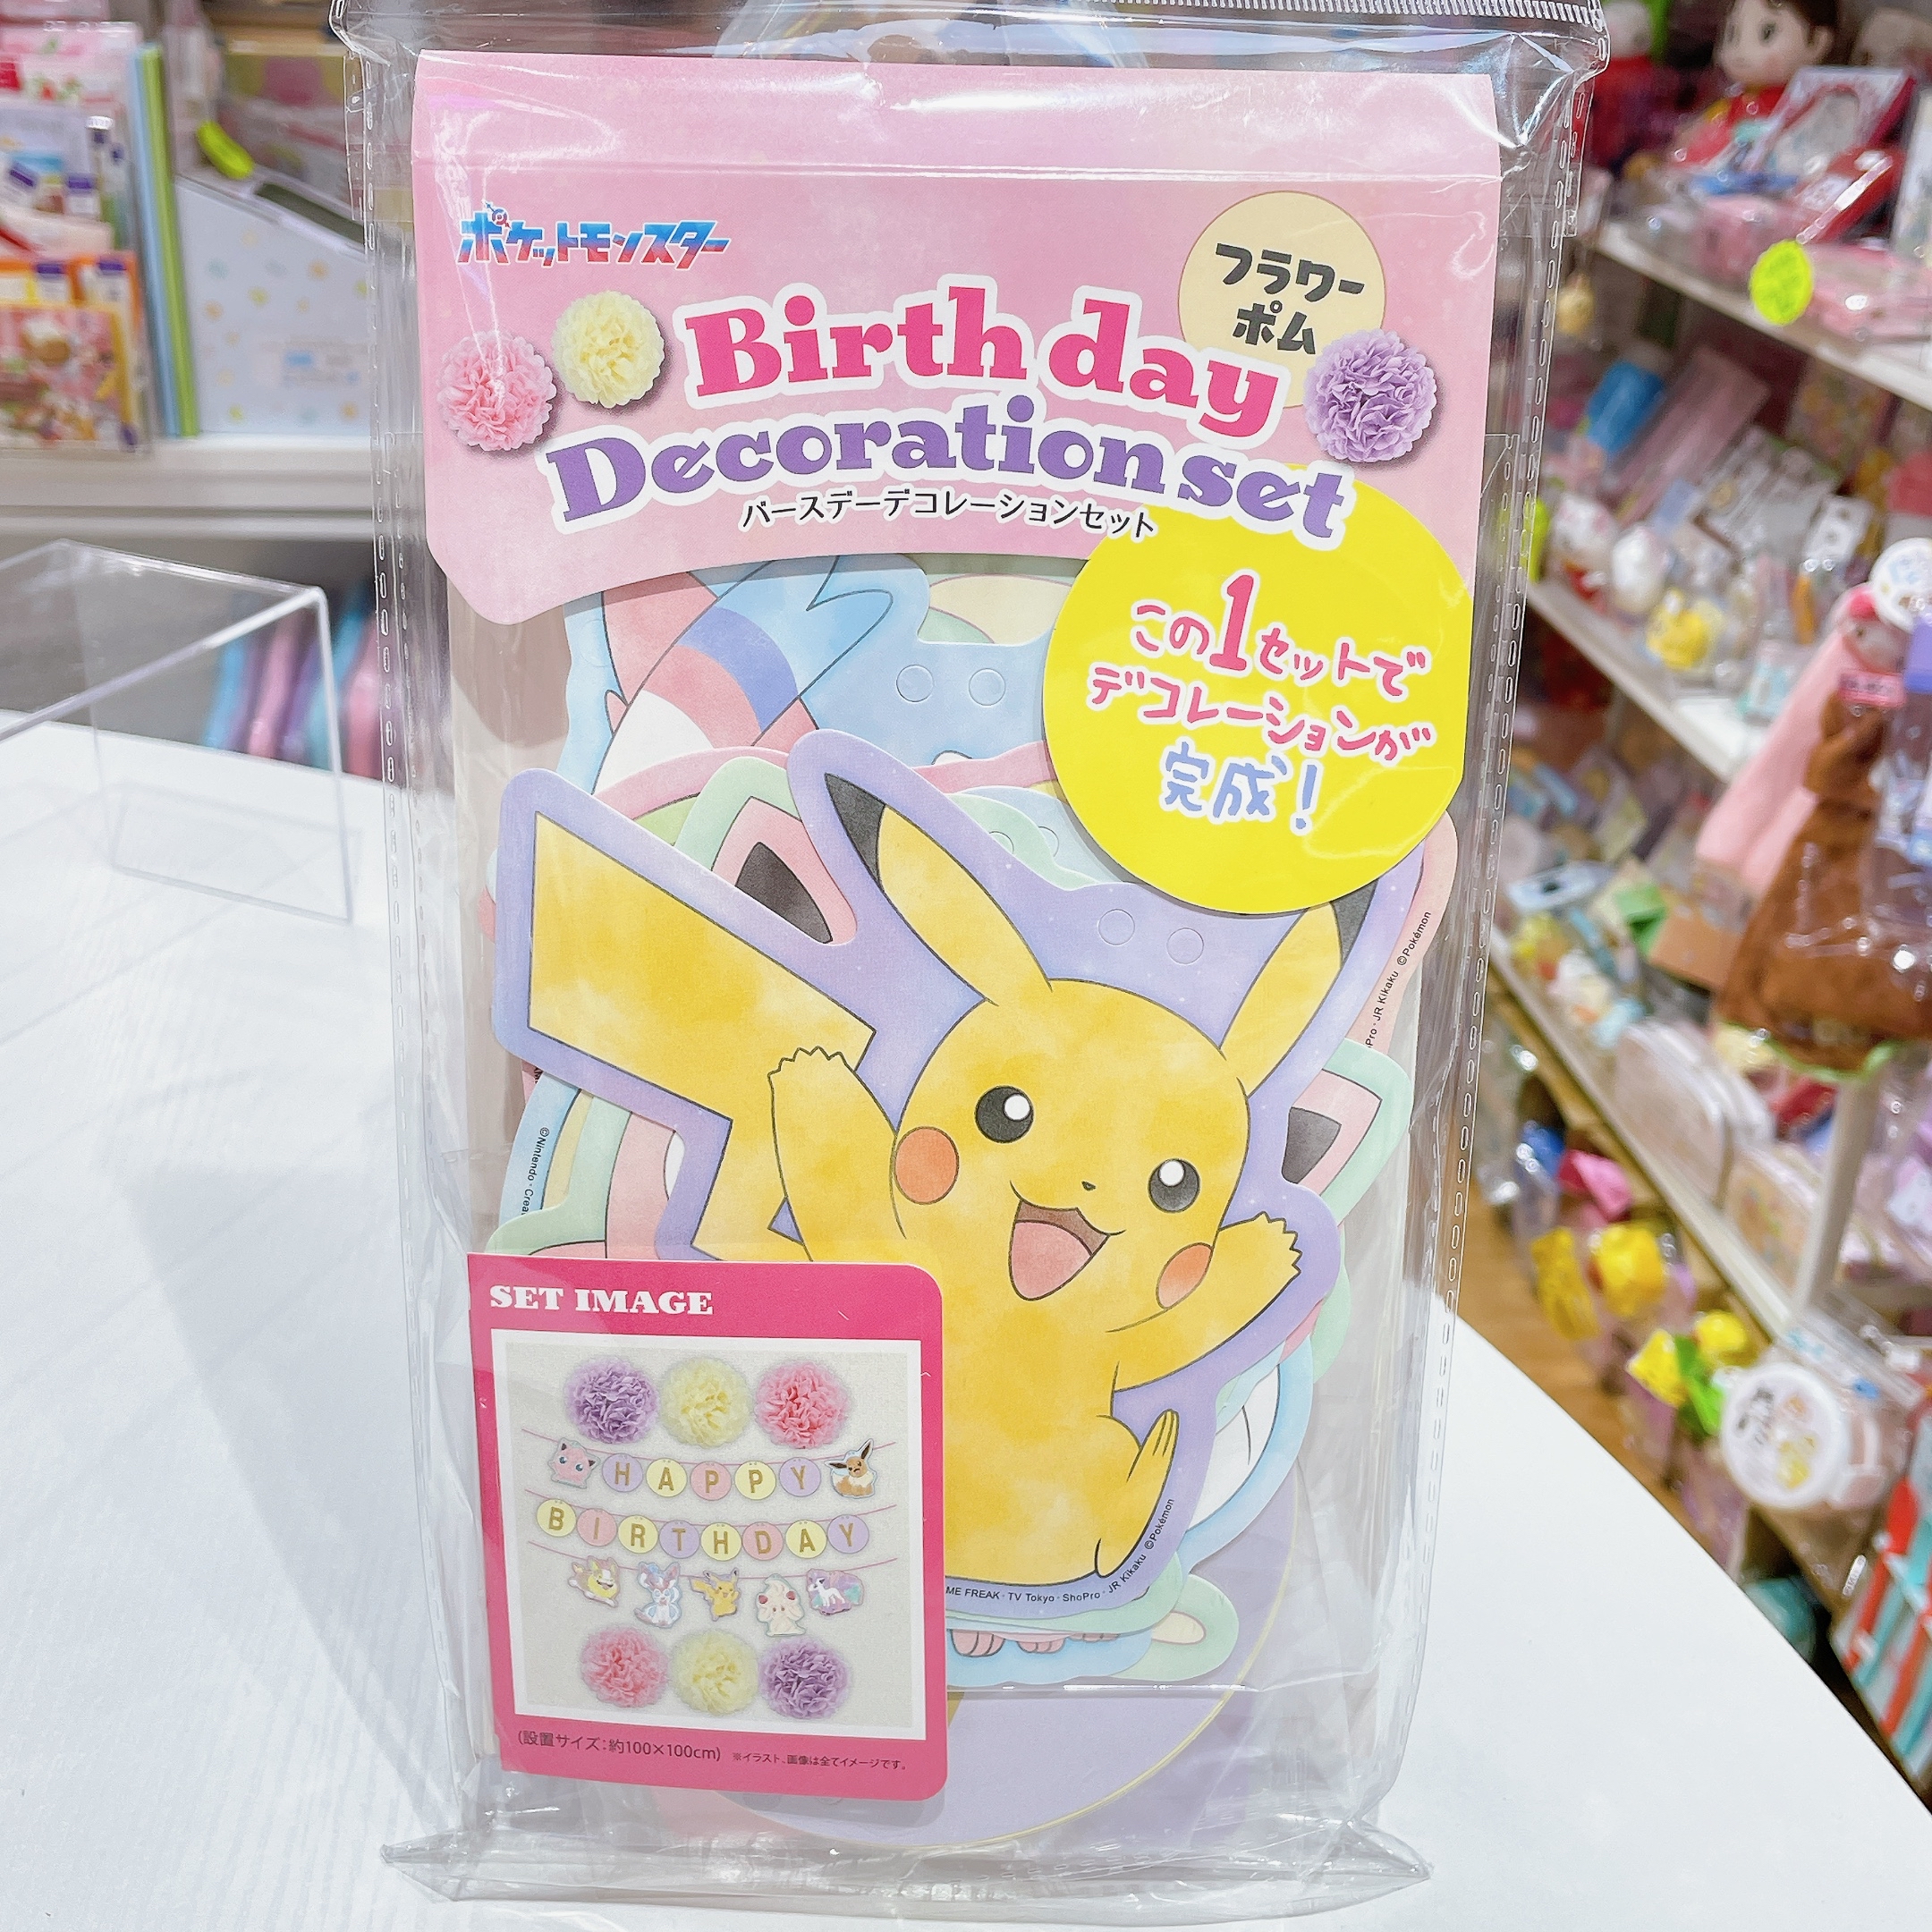 ポケットモンスター
フラワー
ポム
Birthday
Decoration set
バースデーデコレーションセット
この1セットで
デコレーションが
完成!
Pro・JR Kikaku ©Pokémon
©Nintendo・Crea
ME FREAK・TV Tokyo・ShoPro・JR Kikaku ©Pokémon
SET IMAGE
HAPPY
BIRTHDAY
(設置サイズ:約100×100cm) ※イラスト、画像は全てイメージです。